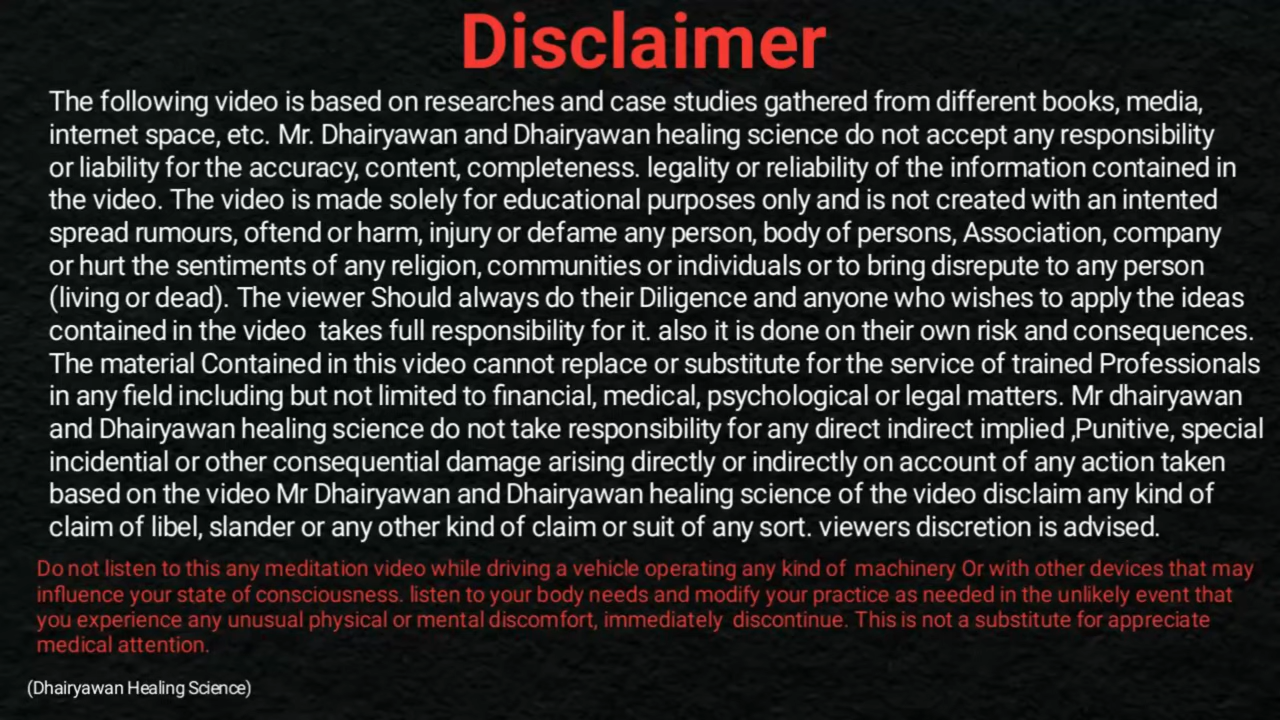 Disclaimer
The following video is based on researches and case studies gathered from different books, media,
internet space, etc. Mr. Dhairyawan and Dhairyawan healing science do not accept any responsibility
or liability for the accuracy, content, completeness. legality or reliability of the information contained in
the video. The video is made solely for educational purposes only and is not created with an intented
spread rumours, oftend or harm, injury or defame any person, body of persons, Association, company
or hurt the sentiments of any religion, communities or individuals or to bring disrepute to any person
(living or dead). The viewer Should always do their Diligence and anyone who wishes to apply the ideas
contained in the video takes full responsibility for it. also it is done on their own risk and consequences.
The material Contained in this video cannot replace or substitute for the service of trained Professionals
in any field including but not limited to financial, medical, psychological or legal matters. Mr dhairyawan
and Dhairyawan healing science do not take responsibility for any direct indirect implied ,Punitive, special
incidential or other consequential damage arising directly or indirectly on account of any action taken
based on the video Mr Dhairyawan and Dhairyawan healing science of the video disclaim any kind of
claim of libel, slander or any other kind of claim or suit of any sort. viewers discretion is advised.
Do not listen to this any meditation video while driving a vehicle operating any kind of machinery Or with other devices that may
influence your state of consciousness. listen to your body needs and modify your practice as needed in the unlikely event that
you experience any unusual physical or mental discomfort, immediately discontinue. This is not a substitute for appreciate
medical attention.
(Dhairyawan Healing Science)